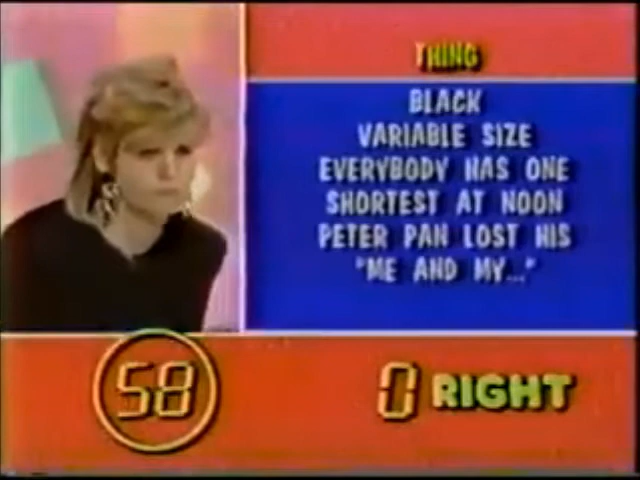 THING
BLACK
VARIABLE SIZE
EVERYBODY HAS ONE
SHORTEST AT NOON
PETER PAN LOST HIS
"ME AND MY..."
58
0 RIGHT